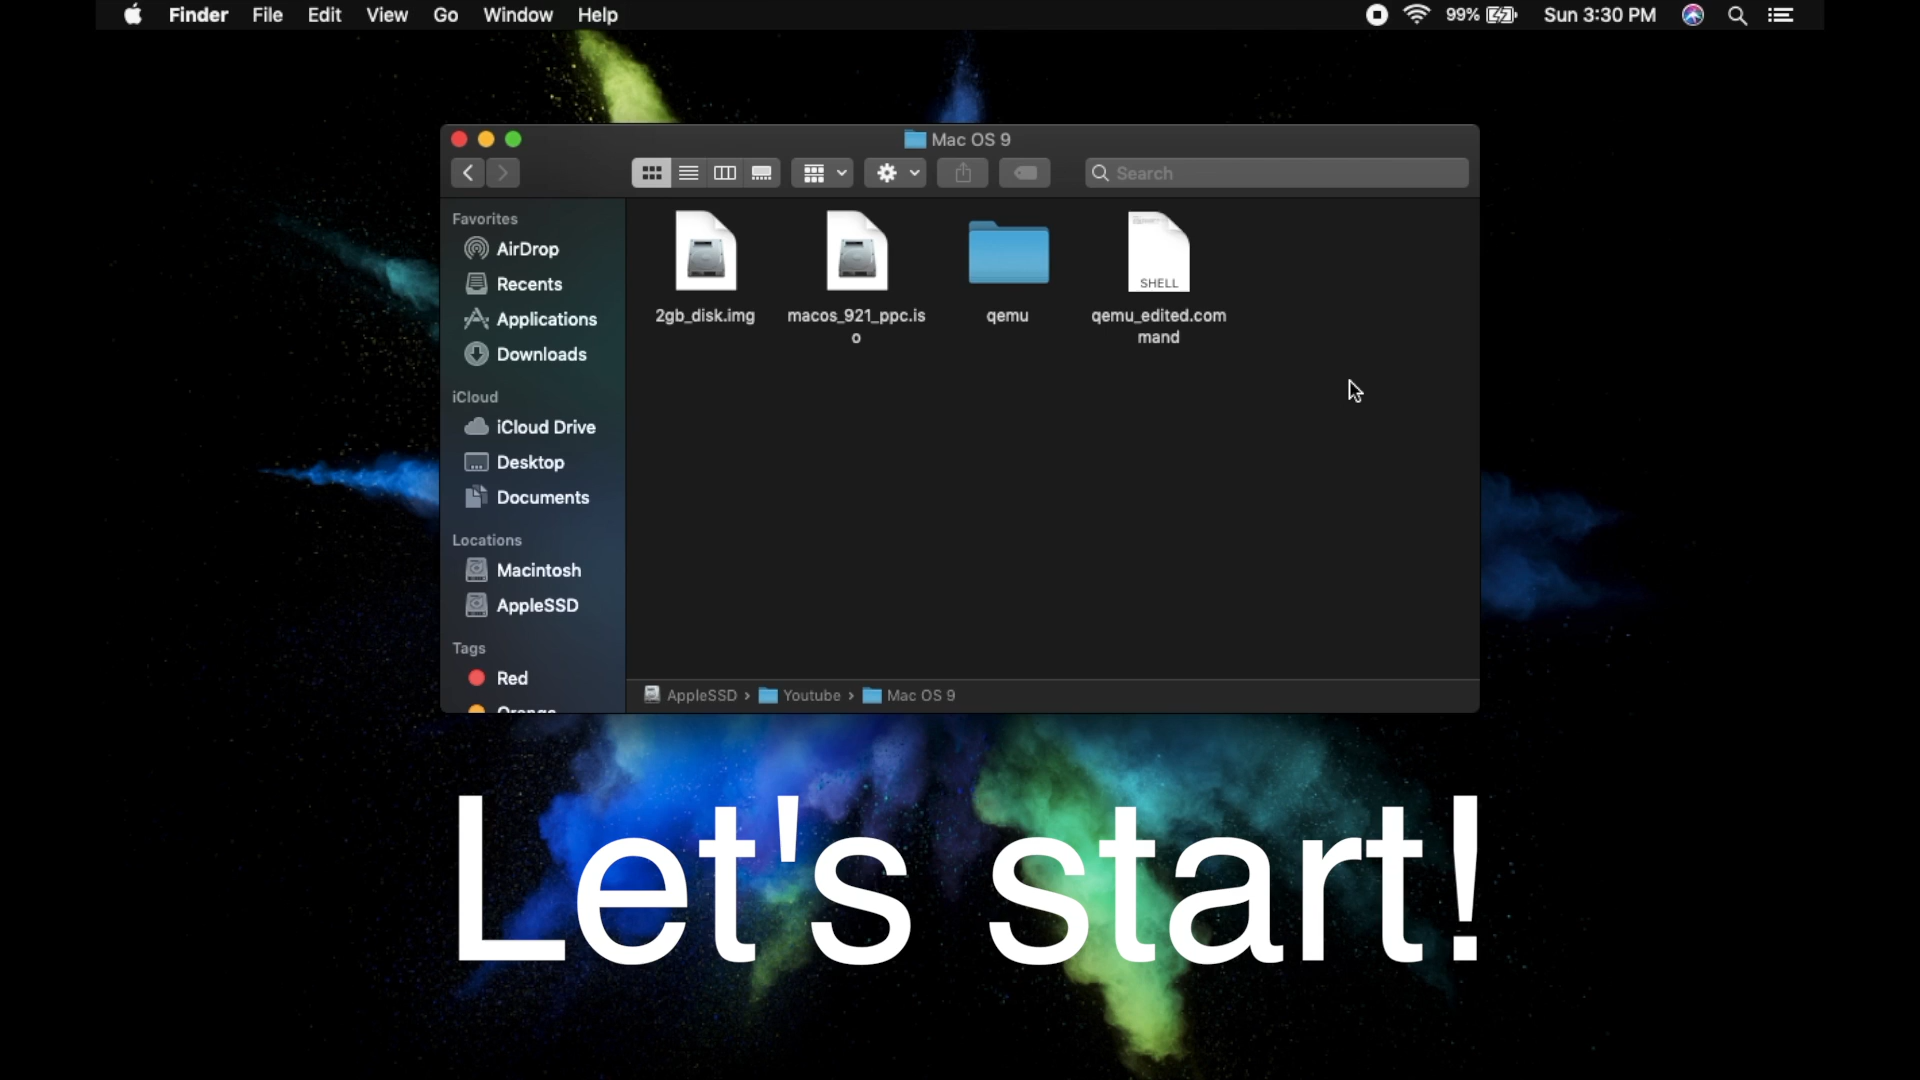 Finder File Edit View Go Window Help 99% Sun 3:30 PM
Mac OS 9
Search
Favorites
AirDrop
Recents
Applications
Downloads
iCloud
iCloud Drive
Desktop
Documents
Locations
Macintosh
AppleSSD
Tags
Red
Orange
2gb_disk.img
macos_921_ppc.is
o
qemu
SHELL
qemu_edited.com
mand
AppleSSD › Youtube › Mac OS 9
Let's start!